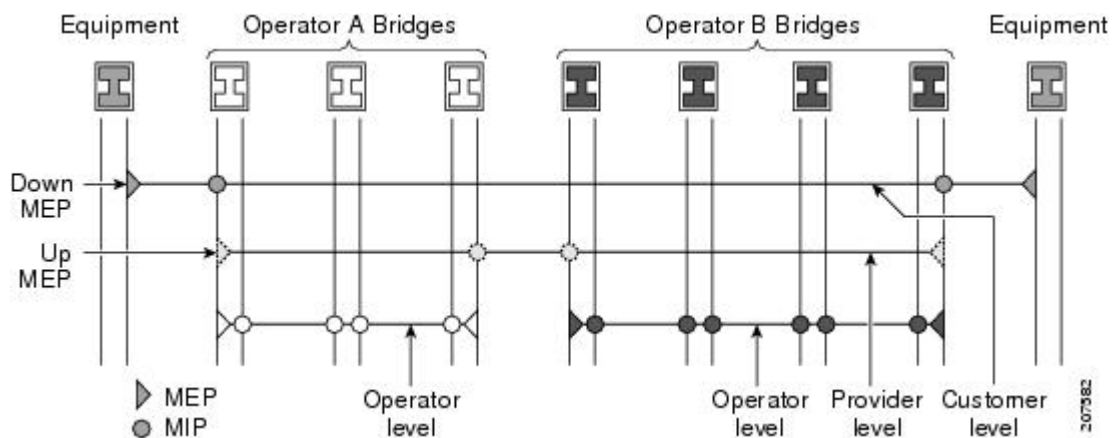 Equipment
Operator A Bridges
Operator B Bridges
Equipment
Down
MEP
Up
MEP
MEP
MIP
Operator
level
Operator
level
Provider
level
Customer
level
207582